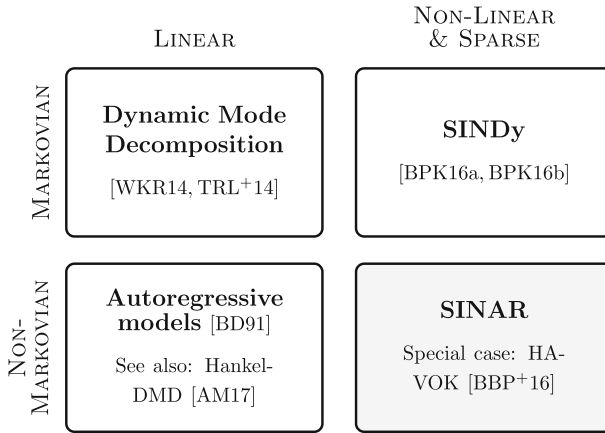 LINEAR
NON-LINEAR
& SPARSE
MARKOVIAN
Dynamic Mode
Decomposition
[WKR14, TRL+14]
SINDy
[BPK16a, BPK16b]
NON-
MARKOVIAN
Autoregressive
models [BD91]
See also: Hankel-
DMD [AM17]
SINAR
Special case: HA-
VOK [BBP+16]